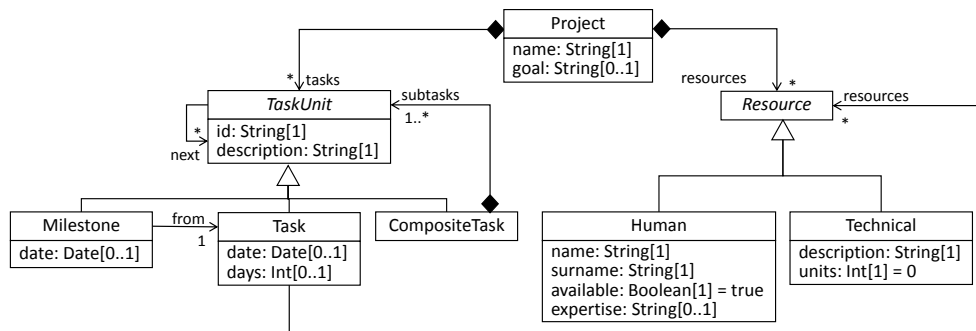 Project
name: String[1]
goal: String[0..1]
* tasks
resources
*
TaskUnit
id: String[1]
description: String[1]
*
next
subtasks
1..*
Resource
resources
*
Milestone
date: Date[0..1]
from
1
Task
date: Date[0..1]
days: Int[0..1]
CompositeTask
Human
name: String[1]
surname: String[1]
available: Boolean[1] = true
expertise: String[0..1]
Technical
description: String[1]
units: Int[1] = 0